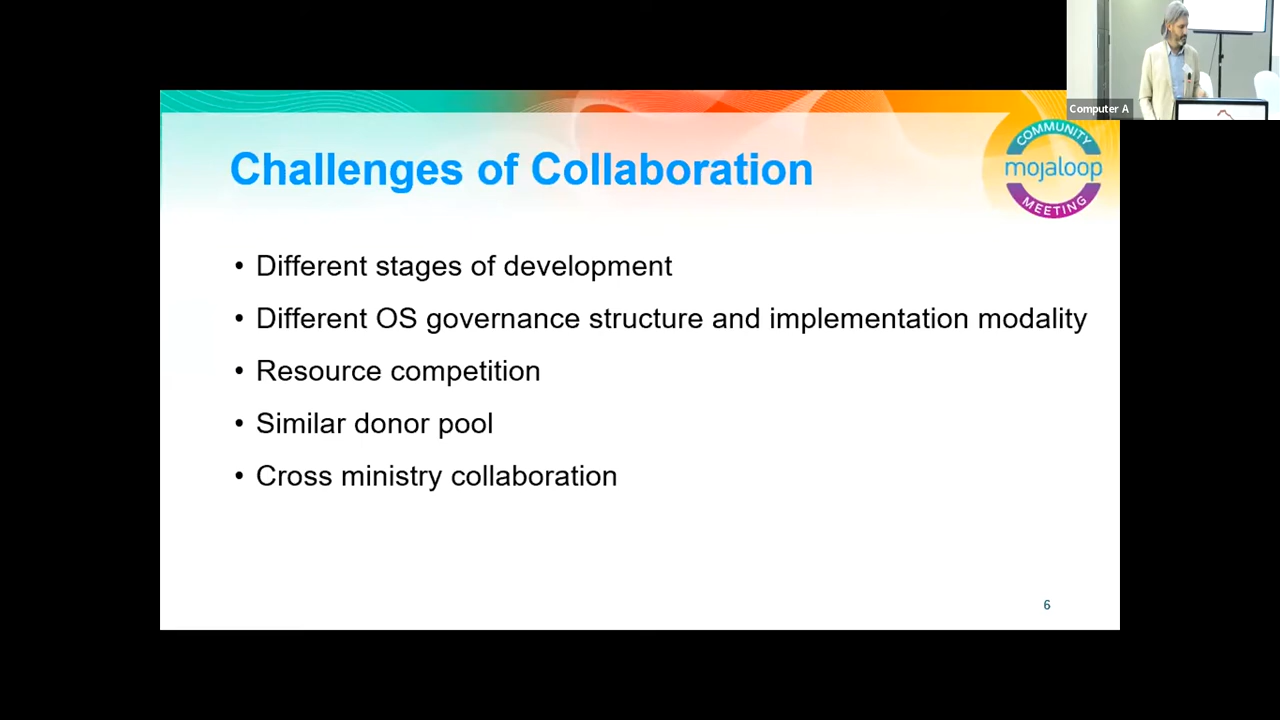 Computer A
COMMUNITY
mojaloop
MEETING
Challenges of Collaboration
• Different stages of development
• Different OS governance structure and implementation modality
• Resource competition
• Similar donor pool
• Cross ministry collaboration
6